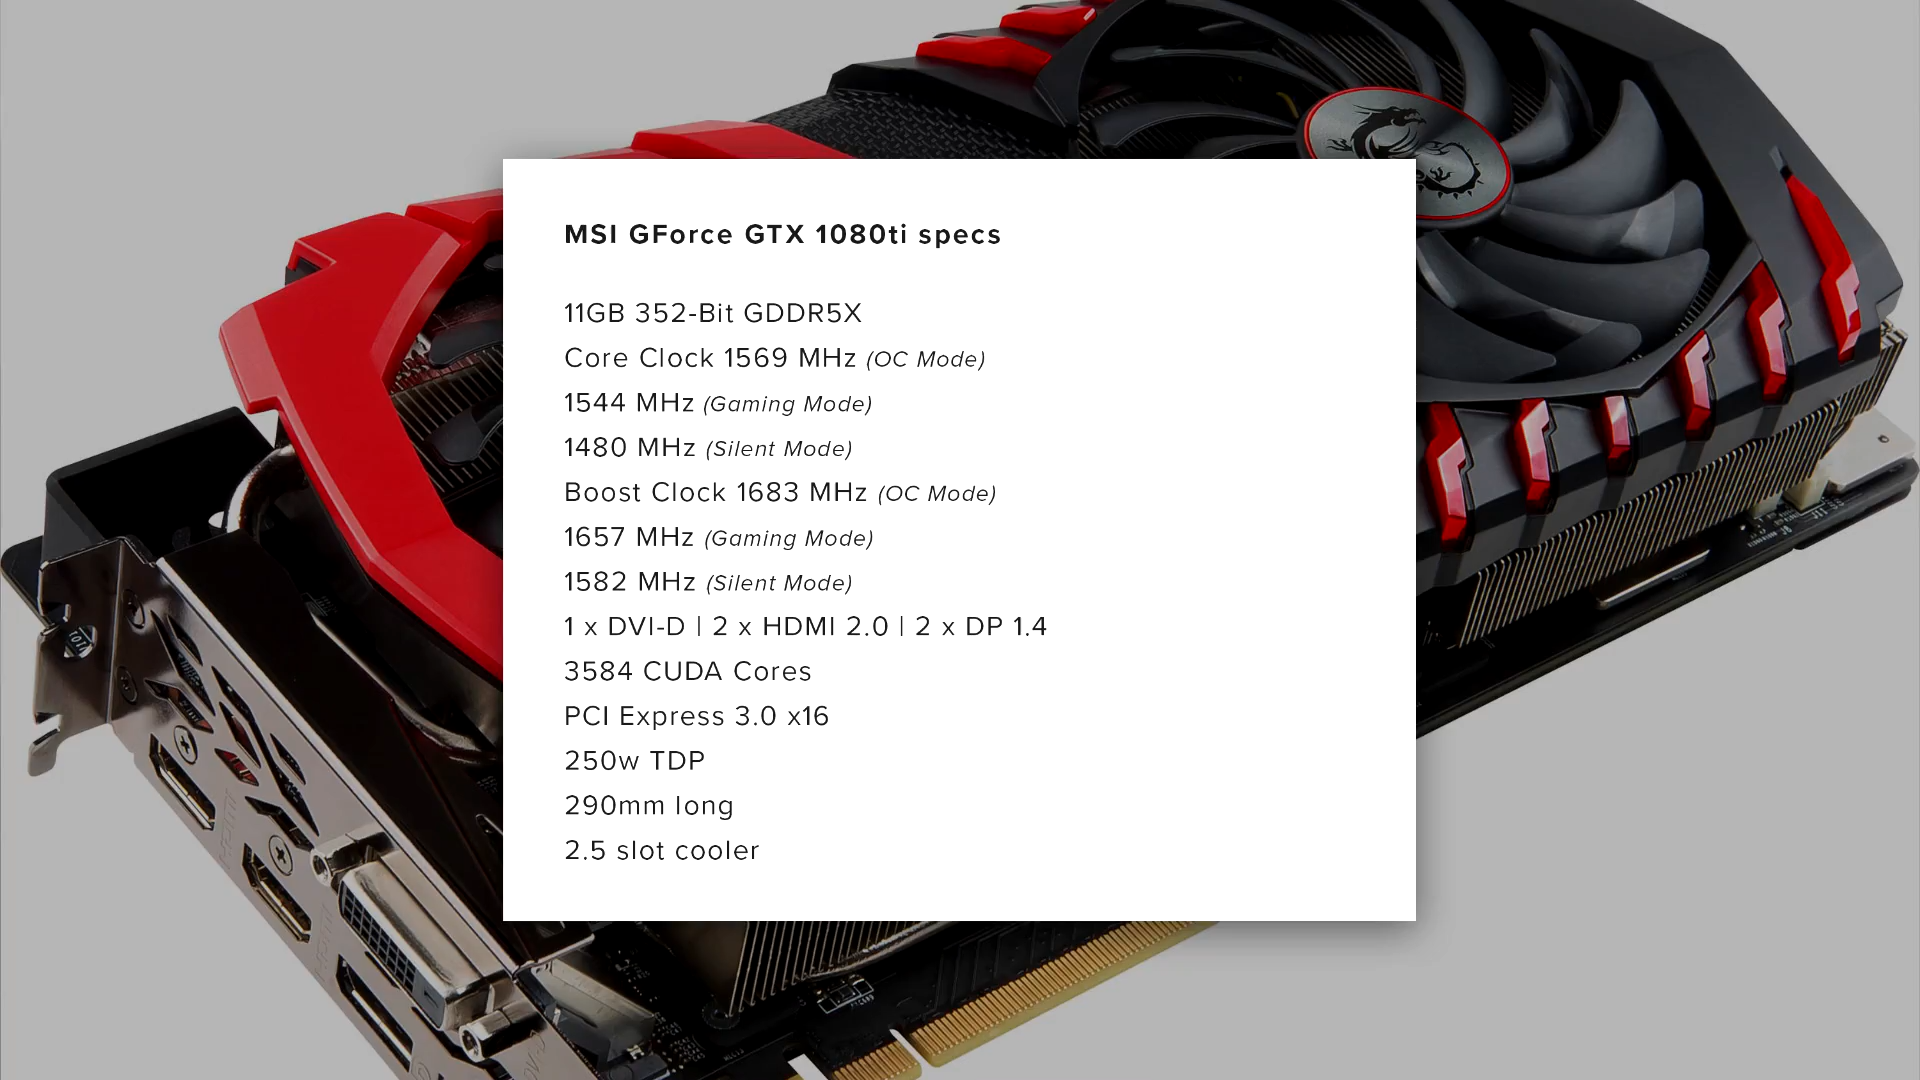 MSI GForce GTX 1080ti specs
11GB 352-Bit GDDR5X
Core Clock 1569 MHz (OC Mode)
1544 MHz (Gaming Mode)
1480 MHz (Silent Mode)
Boost Clock 1683 MHz (OC Mode)
1657 MHz (Gaming Mode)
1582 MHz (Silent Mode)
1 x DVI-D | 2 x HDMI 2.0 | 2 x DP 1.4
3584 CUDA Cores
PCI Express 3.0 x16
250w TDP
290mm long
2.5 slot cooler